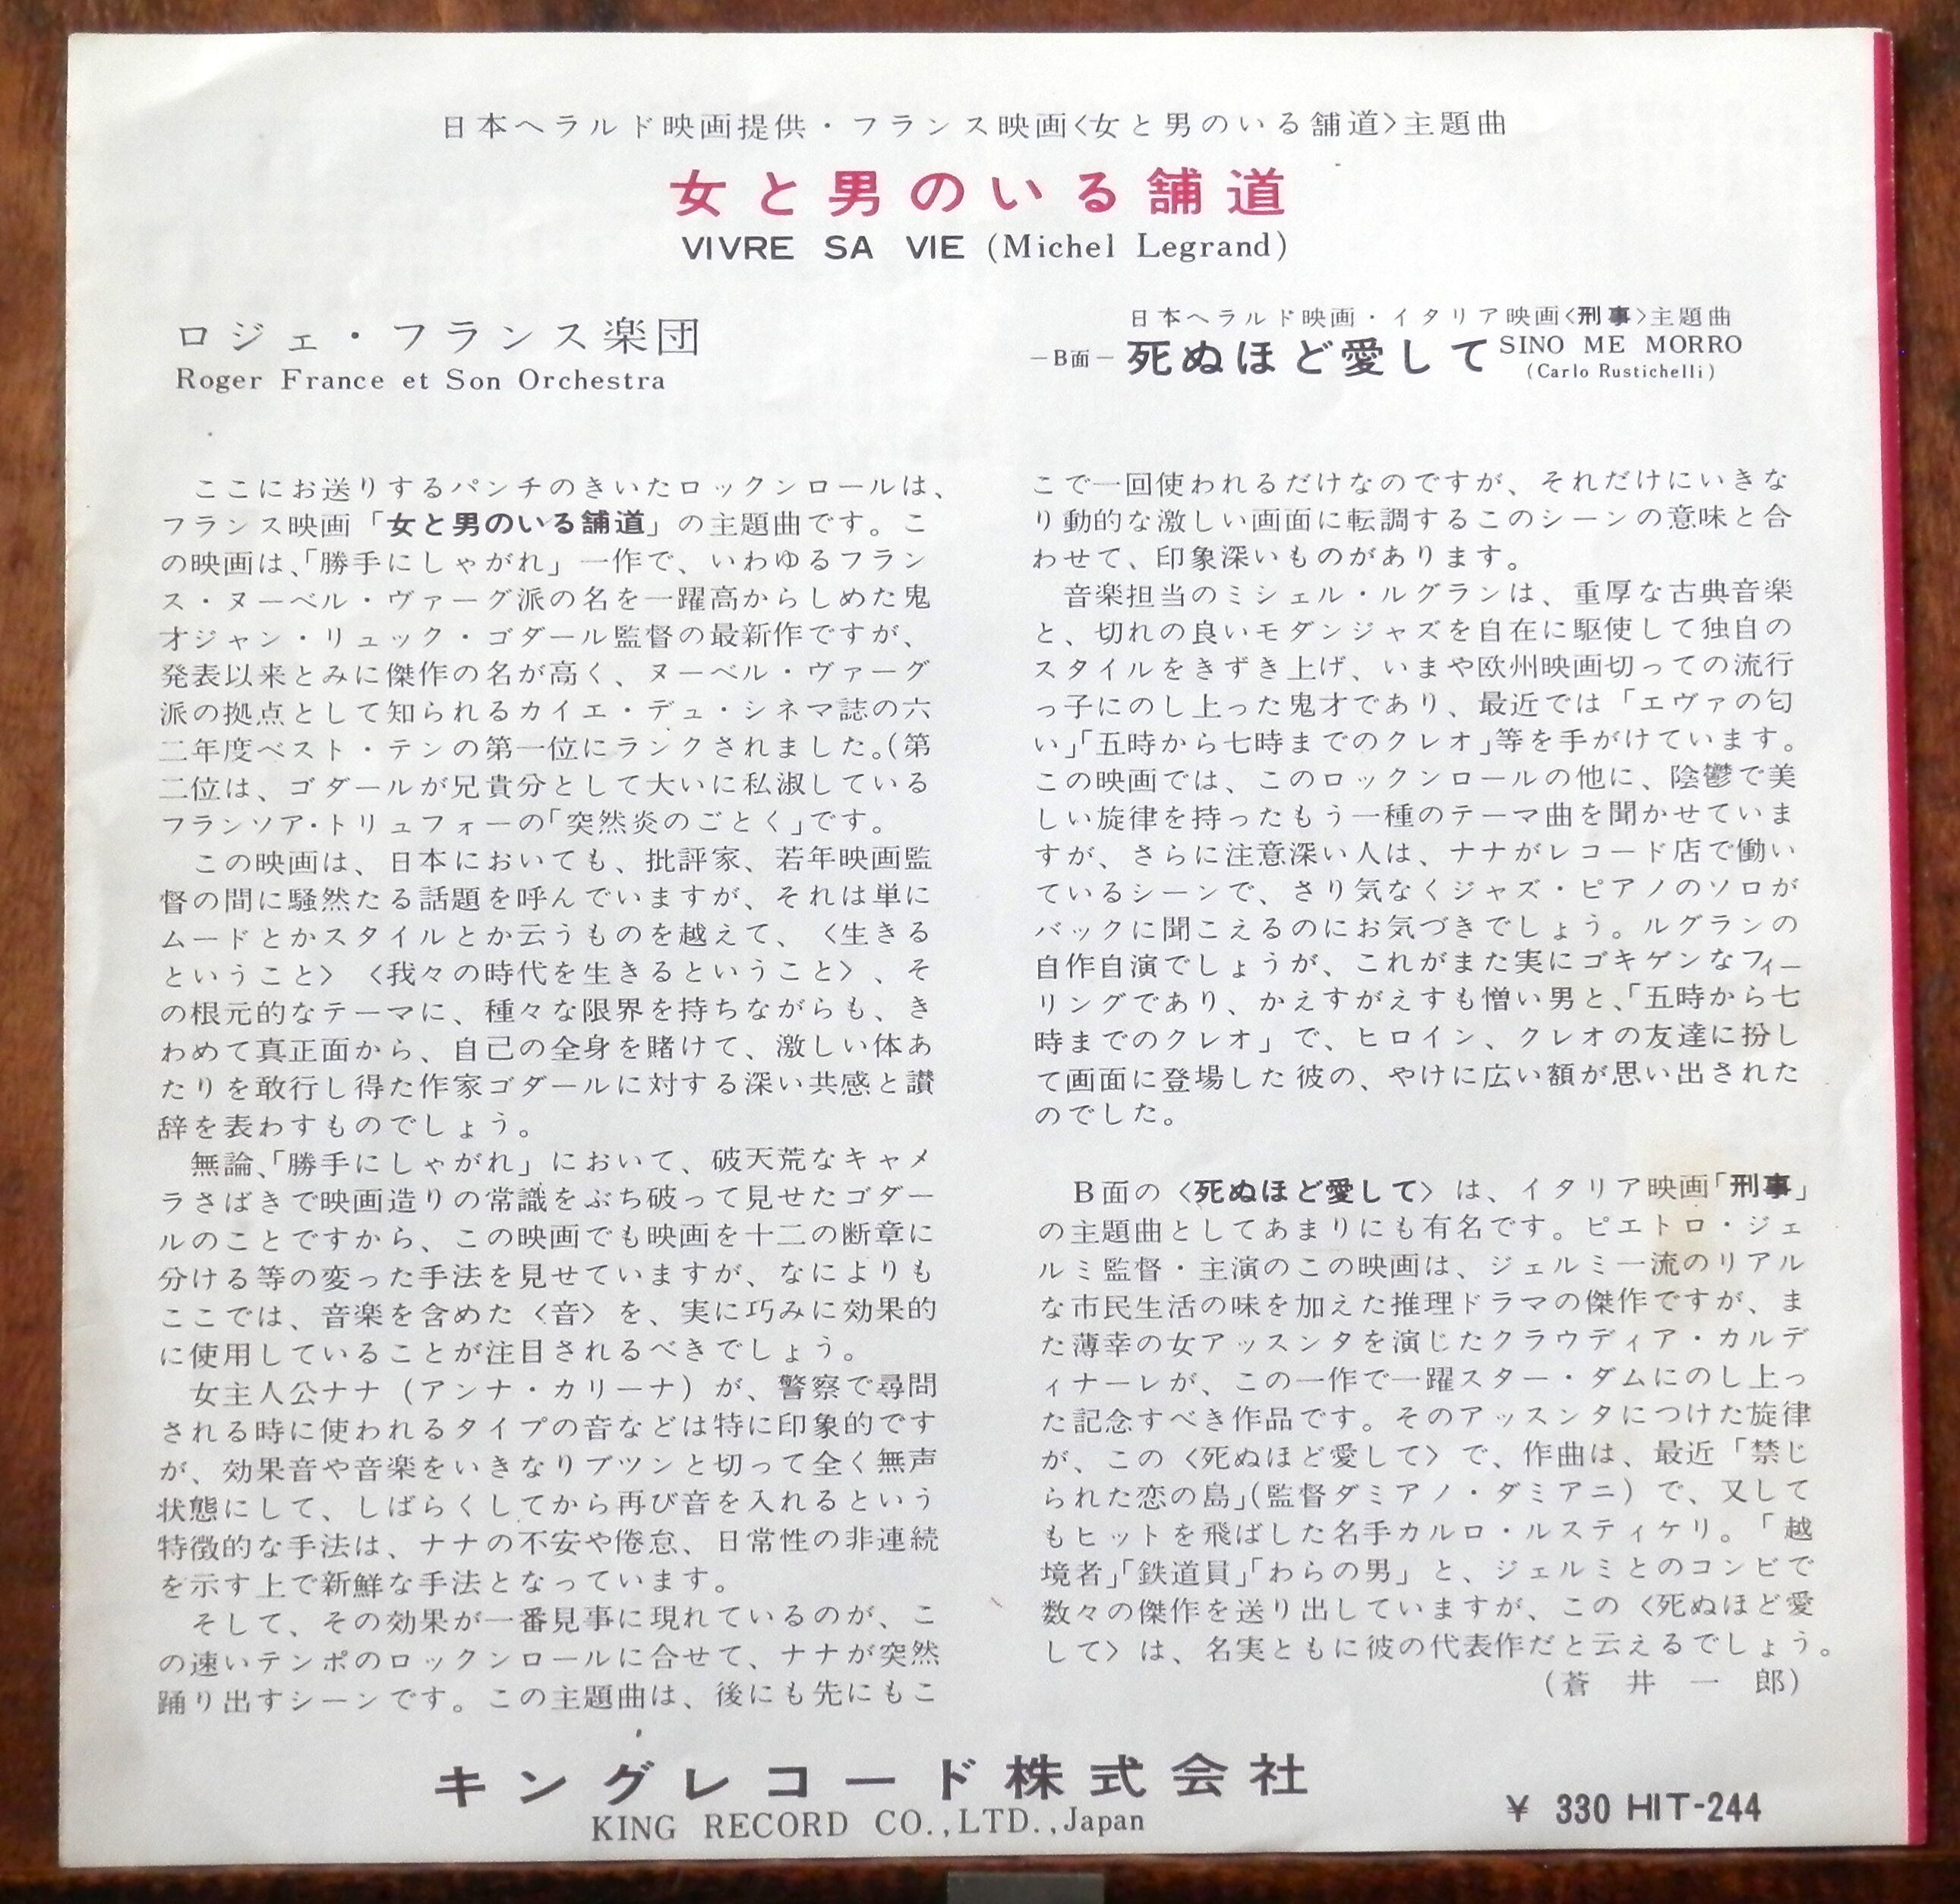 日本ヘラルド映画提供・フランス映画〈女と男のいる舗道〉主題曲
女と男のいる舗道
VIVRE SA VIE (Michel Legrand)
ロジェ・フランス楽団
Roger France et Son Orchestra
日本ヘラルド映画・イタリア映画〈刑事〉主題曲
－B面－ 死ぬほど愛して SINO ME MORRO
(Carlo Rustichelli)
ここにお送りするパンチのきいたロックンロールは、
フランス映画「女と男のいる舗道」の主題曲です。こ
の映画は、「勝手にしゃがれ」一作で、いわゆるフラン
ス・ヌーベル・ヴァーグ派の名を一躍高からしめた鬼
オジャン・リュック・ゴダール監督の最新作ですが、
発表以来とみに傑作の名が高く、ヌーベル・ヴァーグ
派の拠点として知られるカイエ・デュ・シネマ誌の六
二年度ベスト・テンの第一位にランクされました。(第
二位は、ゴダールが兄貴分として大いに私淑している
フランソア・トリュフォーの「突然炎のごとく」です。
この映画は、日本においても、批評家、若年映画監
督の間に騒然たる話題を呼んでいますが、それは単に
ムードとかスタイルとか云うものを越えて、〈生きる
ということ〉〈我々の時代を生きるということ〉、そ
の根元的なテーマに、種々な限界を持ちながらも、き
わめて真正面から、自己の全身を賭けて、激しい体あ
たりを敢行し得た作家ゴダールに対する深い共感と讃
辞を表わすものでしょう。
無論、「勝手にしゃがれ」において、破天荒なキャメ
ラさばきで映画造りの常識をぶち破って見せたゴダー
ルのことですから、この映画でも映画を十二の断章に
分ける等の変った手法を見せていますが、なによりも
ここでは、音楽を含めた〈音〉を、実に巧みに効果的
に使用していることが注目されるべきでしょう。
女主人公ナナ（アンナ・カリーナ）が、警察で尋問
される時に使われるタイプの音などは特に印象的です
が、効果音や音楽をいきなりブツンと切って全く無声
状態にして、しばらくしてから再び音を入れるという
特徴的な手法は、ナナの不安や倦怠、日常性の非連続
を示す上で新鮮な手法となっています。
そして、その効果が一番見事に現れているのが、こ
の速いテンポのロックンロールに合せて、ナナが突然
踊り出すシーンです。この主題曲は、後にも先にもこ
こで一回使われるだけなのですが、それだけにいきな
り動的な激しい画面に転調するこのシーンの意味と合
わせて、印象深いものがあります。
音楽担当のミシェル・ルグランは、重厚な古典音楽
と、切れの良いモダンジャズを自在に駆使して独自の
スタイルをきずき上げ、いまや欧州映画切っての流行
っ子にのし上った鬼才であり、最近では「エヴァの匂
い」「五時から七時までのクレオ」等を手がけています。
この映画では、このロックンロールの他に、陰鬱で美
しい旋律を持ったもう一種のテーマ曲を聞かせていま
すが、さらに注意深い人は、ナナがレコード店で働い
ているシーンで、さり気なくジャズ・ピアノのソロが
バックに聞こえるのにお気づきでしょう。ルグランの
自作自演でしょうが、これがまた実にゴキゲンなフィー
リングであり、かえすがえすも憎い男と、「五時から七
時までのクレオ」で、ヒロイン、クレオの友達に扮し
て画面に登場した彼の、やけに広い額が思い出された
のでした。
B面の〈死ぬほど愛して〉は、イタリア映画「刑事」
の主題曲としてあまりにも有名です。ピエトロ・ジェ
ルミ監督・主演のこの映画は、ジェルミ一流のリアル
な市民生活の味を加えた推理ドラマの傑作ですが、ま
た薄幸の女アッスンタを演じたクラウディア・カルデ
ィナーレが、この一作で一躍スター・ダムにのし上っ
た記念すべき作品です。そのアッスンタにつけた旋律
が、この〈死ぬほど愛して〉で、作曲は、最近「禁じ
られた恋の島」(監督ダミアノ・ダミアニ）で、又して
もヒットを飛ばした名手カルロ・ルスティケリ。「越
境者」「鉄道員」「わらの男」と、ジェルミとのコンビで
数々の傑作を送り出していますが、この〈死ぬほど愛
して〉は、名実ともに彼の代表作だと云えるでしょう。
（蒼井一郎）
キングレコード株式会社
KING RECORD CO.,LTD.,Japan
¥ 330 HIT-244